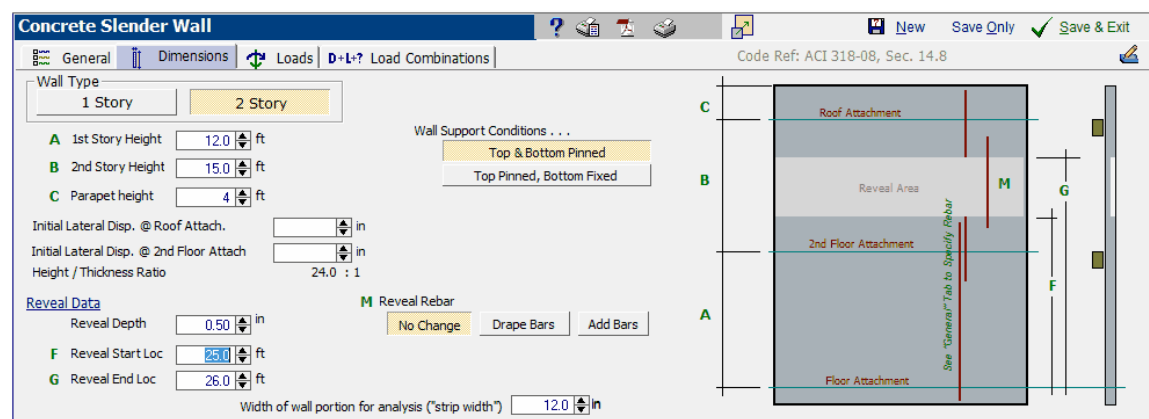 Concrete Slender Wall
?
New
Save Only
Save & Exit
General
Dimensions
Loads
D+L+? Load Combinations
Code Ref: ACI 318-08, Sec. 14.8
Wall Type
1 Story
2 Story
A 1st Story Height 12.0 ft
B 2nd Story Height 15.0 ft
C Parapet height 4 ft
Initial Lateral Disp. @ Roof Attach. in
Initial Lateral Disp. @ 2nd Floor Attach in
Height / Thickness Ratio 24.0 : 1
Wall Support Conditions . . .
Top & Bottom Pinned
Top Pinned, Bottom Fixed
Reveal Data
Reveal Depth 0.50 in
F Reveal Start Loc 25.0 ft
G Reveal End Loc 26.0 ft
M Reveal Rebar
No Change
Drape Bars
Add Bars
Width of wall portion for analysis ("strip width") 12.0 in
C
B
A
Roof Attachment
Reveal Area
M
G
2nd Floor Attachment
F
See "General" Tab to Specify Rebar
Floor Attachment